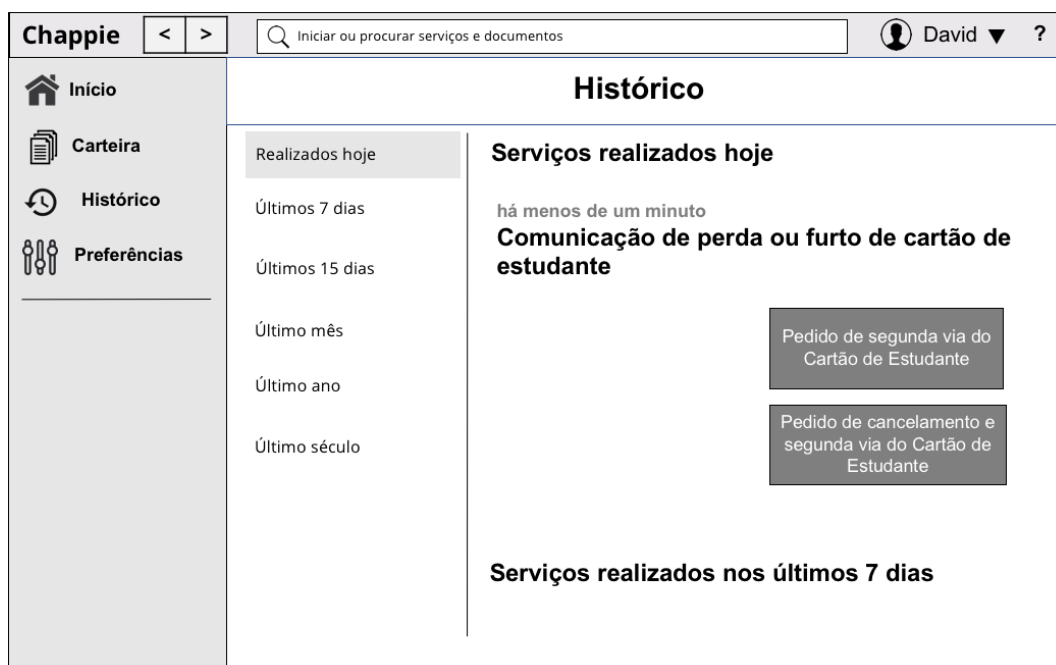 Chappie < > Iniciar ou procurar serviços e documentos David ▼ ?
Início
Carteira
Histórico
Preferências
Histórico
Realizados hoje
Últimos 7 dias
Últimos 15 dias
Último mês
Último ano
Último século
Serviços realizados hoje
há menos de um minuto
Comunicação de perda ou furto de cartão de
estudante
Pedido de segunda via do
Cartão de Estudante
Pedido de cancelamento e
segunda via do Cartão de
Estudante
Serviços realizados nos últimos 7 dias